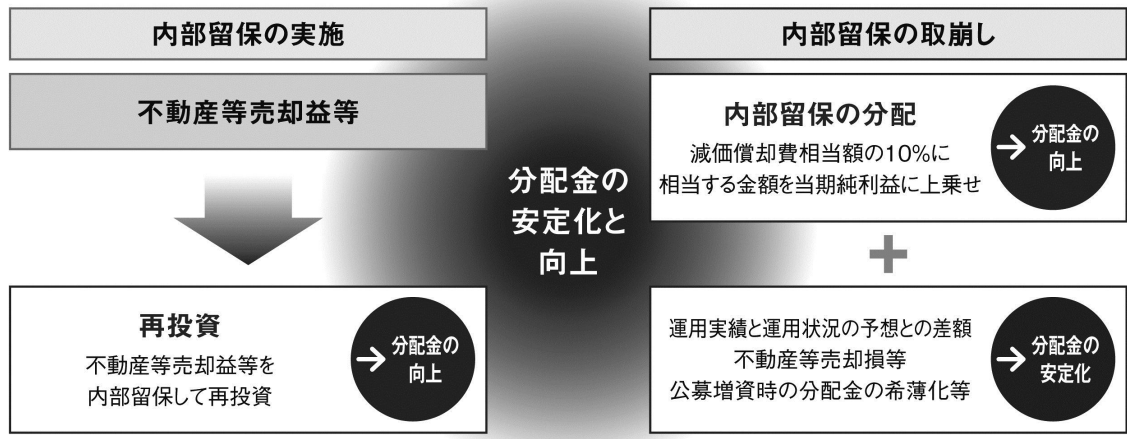 内部留保の実施
不動産等売却益等
再投資
不動産等売却益等を
内部留保して再投資
→ 分配金の
向上
分配金の
安定化と
向上
内部留保の取崩し
内部留保の分配
減価償却費相当額の10%に
相当する金額を当期純利益に上乗せ
→ 分配金の
向上
+
運用実績と運用状況の予想との差額
不動産等売却損等
公募増資時の分配金の希薄化等
→ 分配金の
安定化